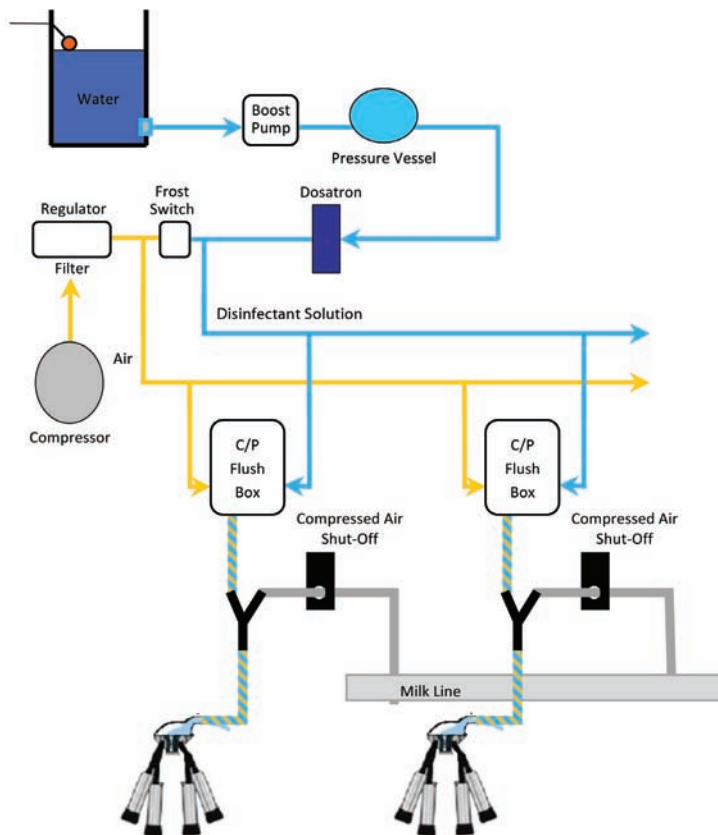 Water
Boost
Pump
Pressure Vessel
Frost
Switch
Dosatron
Regulator
Filter
Disinfectant Solution
Air
Compressor
C/P
Flush
Box
C/P
Flush
Box
Compressed Air
Shut-Off
Compressed Air
Shut-Off
Milk Line